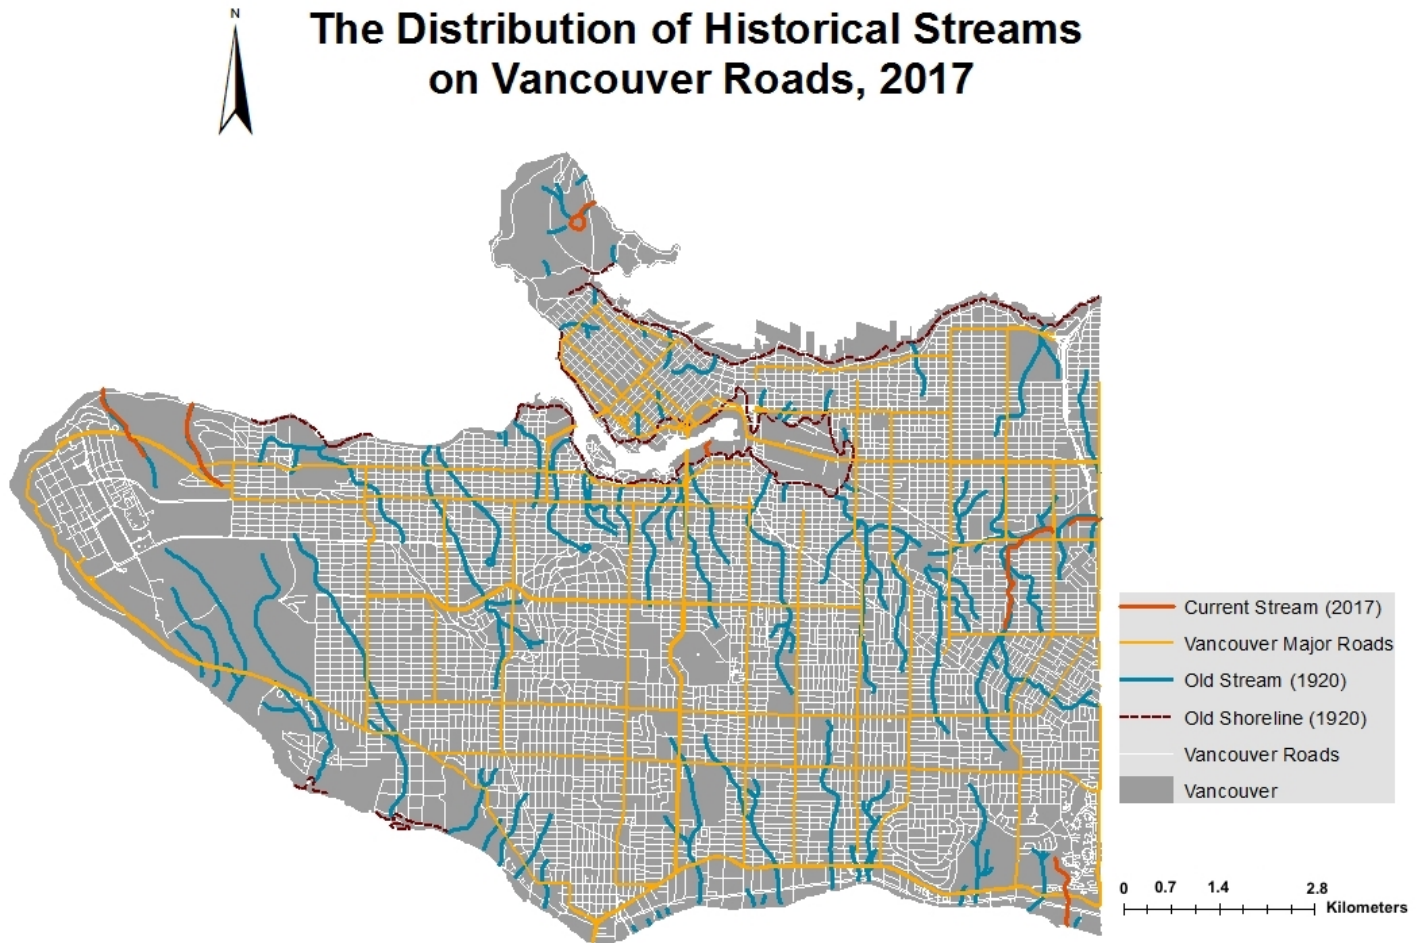 N
The Distribution of Historical Streams
on Vancouver Roads, 2017
Current Stream (2017)
Vancouver Major Roads
Old Stream (1920)
Old Shoreline (1920)
Vancouver Roads
Vancouver
0 0.7 1.4 2.8
Kilometers